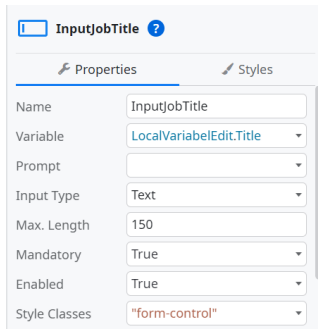 InputJobTitle ?
Properties Styles
Name InputJobTitle
Variable LocalVariabelEdit.Title
Prompt
Input Type Text
Max. Length 150
Mandatory True
Enabled True
Style Classes "form-control"